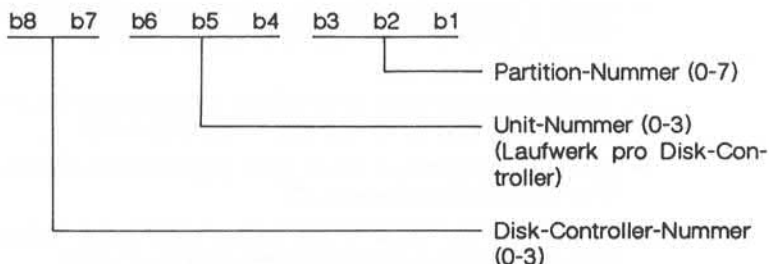 b8 b7 b6 b5 b4 b3 b2 b1
Partition-Nummer (0-7)
Unit-Nummer (0-3)
(Laufwerk pro Disk-Con-
troller)
Disk-Controller-Nummer
(0-3)